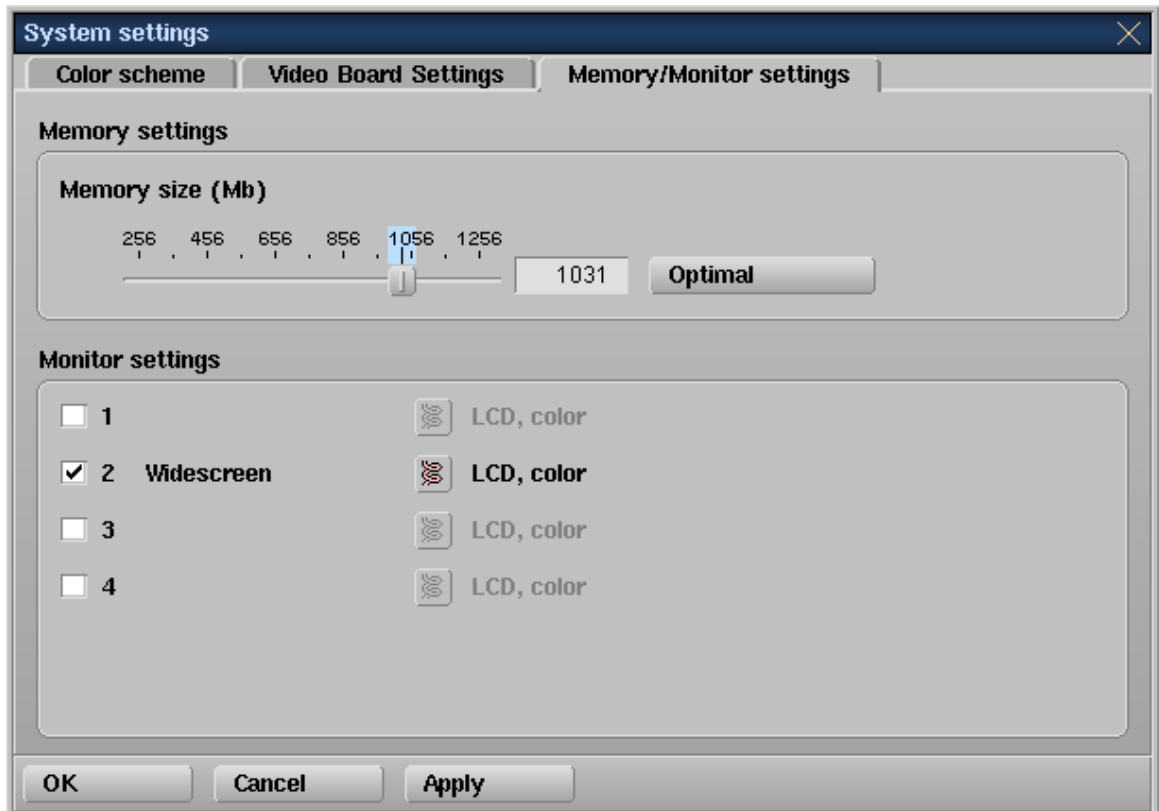 System settings
Color scheme Video Board Settings Memory/Monitor settings
Memory settings
Memory size (Mb)
256 456 656 856 1056 1256
1031 Optimal
Monitor settings
1 LCD, color
2 Widescreen LCD, color
3 LCD, color
4 LCD, color
OK Cancel Apply